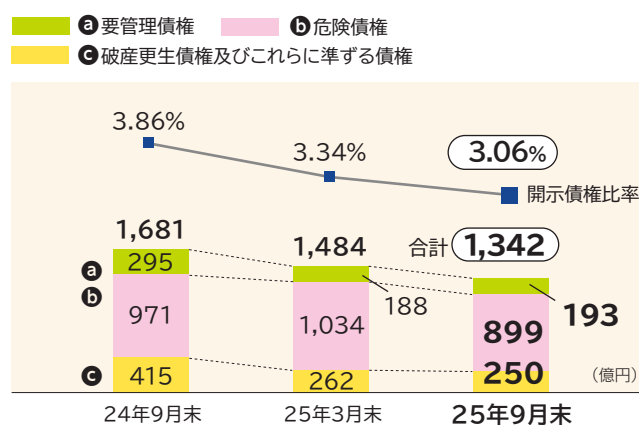 ⓐ要管理債権 ⓑ危険債権
ⓒ破産更生債権及びこれらに準ずる債権
3.86%
3.34%
3.06%
開示債権比率
1,681
1,484
合計 1,342
ⓐ 295
188
193
ⓑ 971
1,034
899
ⓒ 415
262
250
(億円)
24年9月末
25年3月末
25年9月末